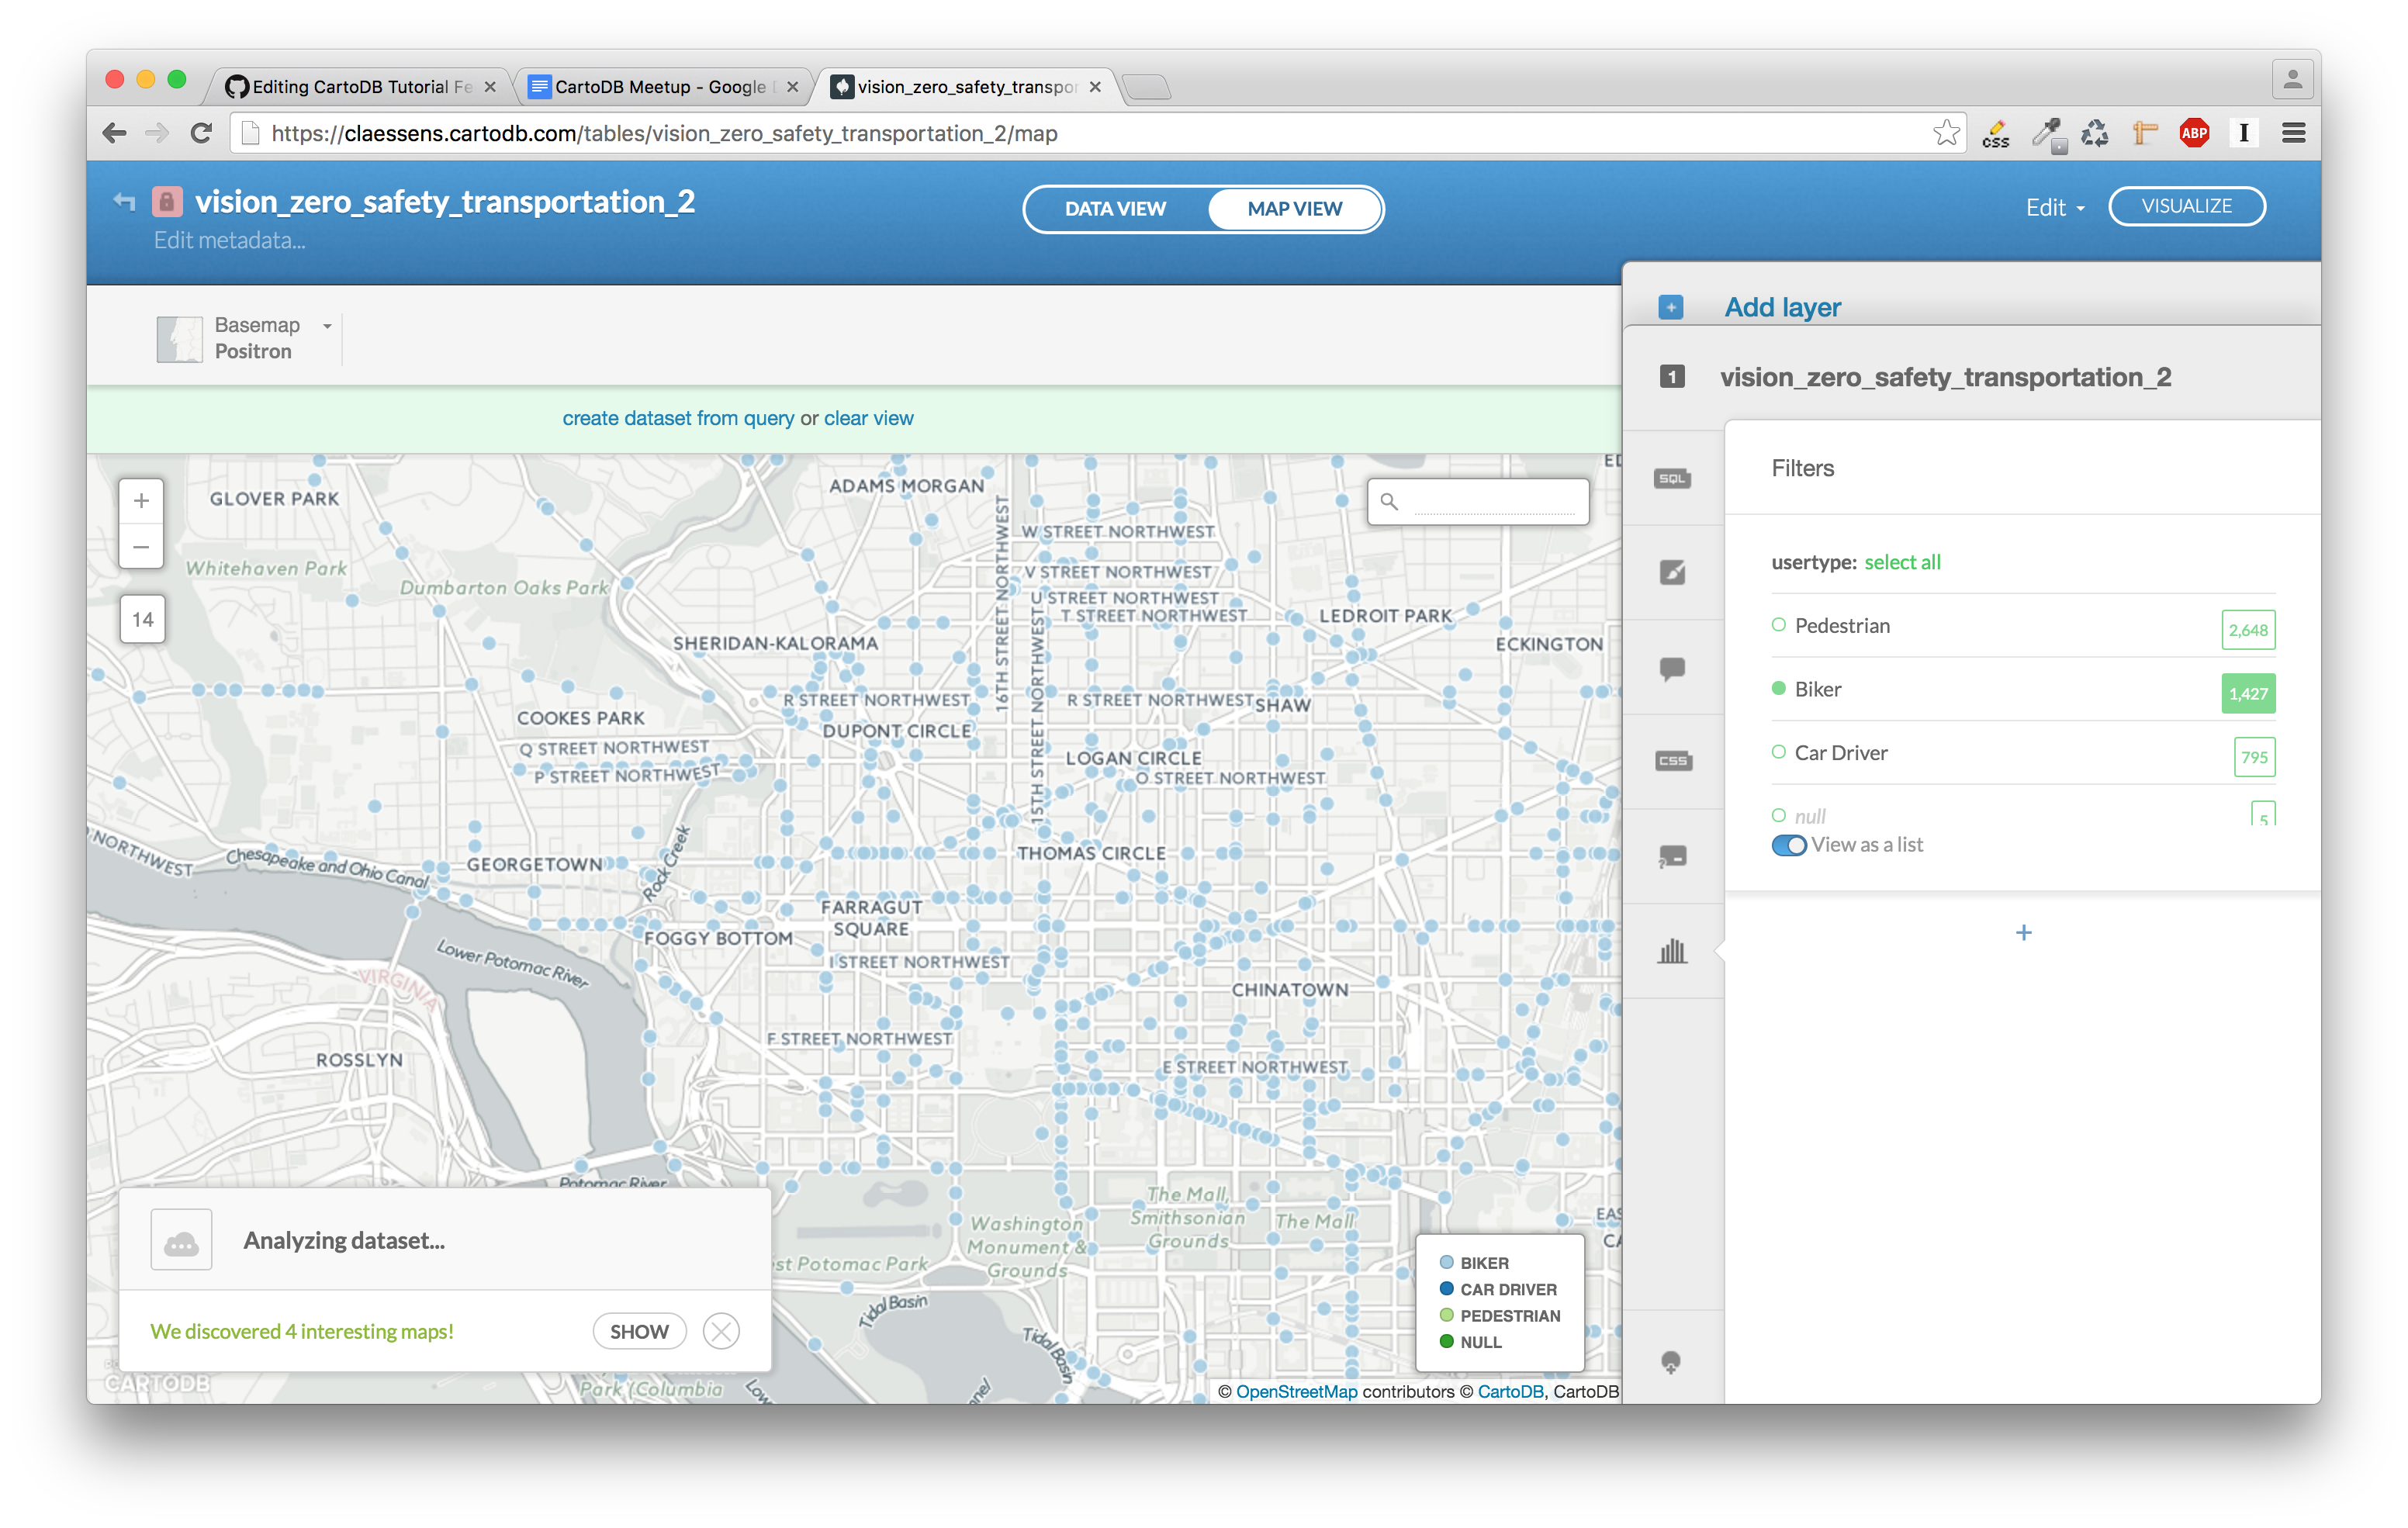 Editing CartoDB Tutorial Fe
CartoDB Meetup - Google
vision_zero_safety_transpor
https://claessens.cartodb.com/tables/vision_zero_safety_transportation_2/map
CSS
ABP
I
vision_zero_safety_transportation_2
Edit metadata...
DATA VIEW
MAP VIEW
Edit
VISUALIZE
Basemap
Positron
create dataset from query or clear view
Add layer
1
vision_zero_safety_transportation_2
SQL
CSS
Filters
usertype: select all
Pedestrian
2,648
Biker
1,427
Car Driver
795
null
5
View as a list
+
+
−
14
GLOVER PARK
ADAMS MORGAN
Whitehaven Park
Dumbarton Oaks Park
16TH STREET NORTHWEST
W STREET NORTHWEST
V STREET NORTHWEST
U STREET NORTHWEST
T STREET NORTHWEST
LEDROIT PARK
SHERIDAN-KALORAMA
ECKINGTON
15TH STREET NORTHWEST
R STREET NORTHWEST
R STREET NORTHWEST
SHAW
COOKES PARK
DUPONT CIRCLE
Q STREET NORTHWEST
P STREET NORTHWEST
LOGAN CIRCLE
O STREET NORTHWEST
NORTHWEST
Chesapeake and Ohio Canal
GEORGETOWN
Rock Creek
THOMAS CIRCLE
FARRAGUT
SQUARE
FOGGY BOTTOM
Lower Potomac River
I STREET NORTHWEST
VIRGINIA
CHINATOWN
F STREET NORTHWEST
ROSSLYN
E STREET NORTHWEST
Potomac River
The Mall,
Smithsonian
Grounds
The Mall
Washington
Monument &
Grounds
st Potomac Park
Tidal Basin
Tidal Basin
Park (Columbia
Analyzing dataset...
We discovered 4 interesting maps!
SHOW
CARTODB
BIKER
CAR DRIVER
PEDESTRIAN
NULL
© OpenStreetMap contributors © CartoDB, CartoDB